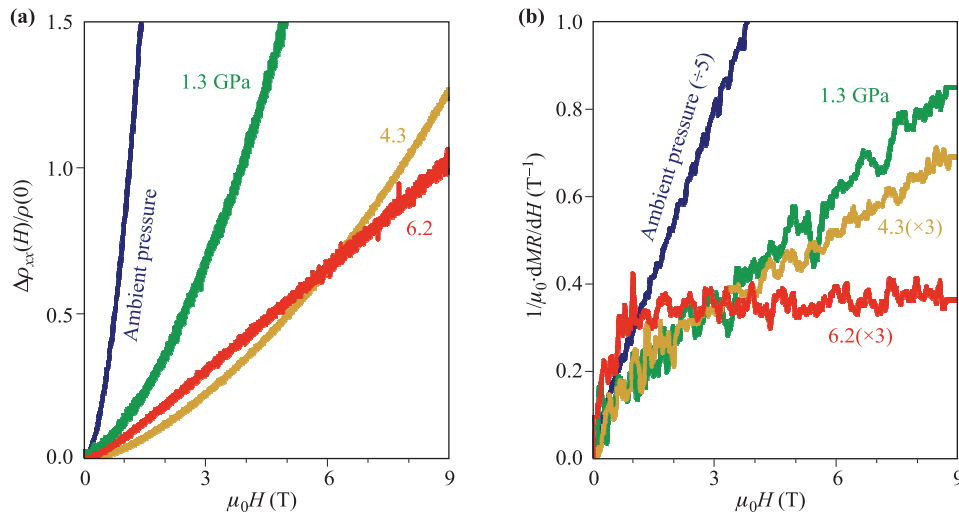 (a)
1.5
1.0
0.5
0.0
0
3
6
9
Δρxx(H)/ρ(0)
μ0H (T)
Ambient pressure
1.3 GPa
4.3
6.2
(b)
1.0
0.8
0.6
0.4
0.2
0.0
0
3
6
9
1/μ0·dMR/dH (T−1)
μ0H (T)
Ambient pressure (÷5)
1.3 GPa
4.3(×3)
6.2(×3)